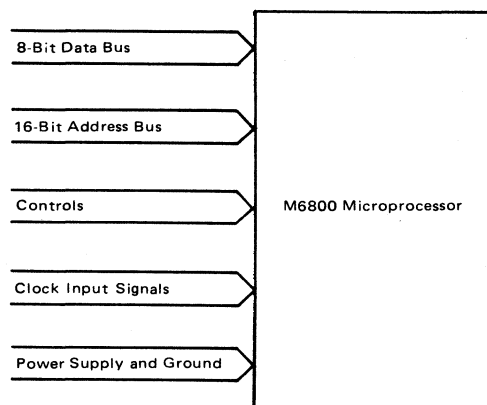 8-Bit Data Bus
16-Bit Address Bus
Controls
M6800 Microprocessor
Clock Input Signals
Power Supply and Ground